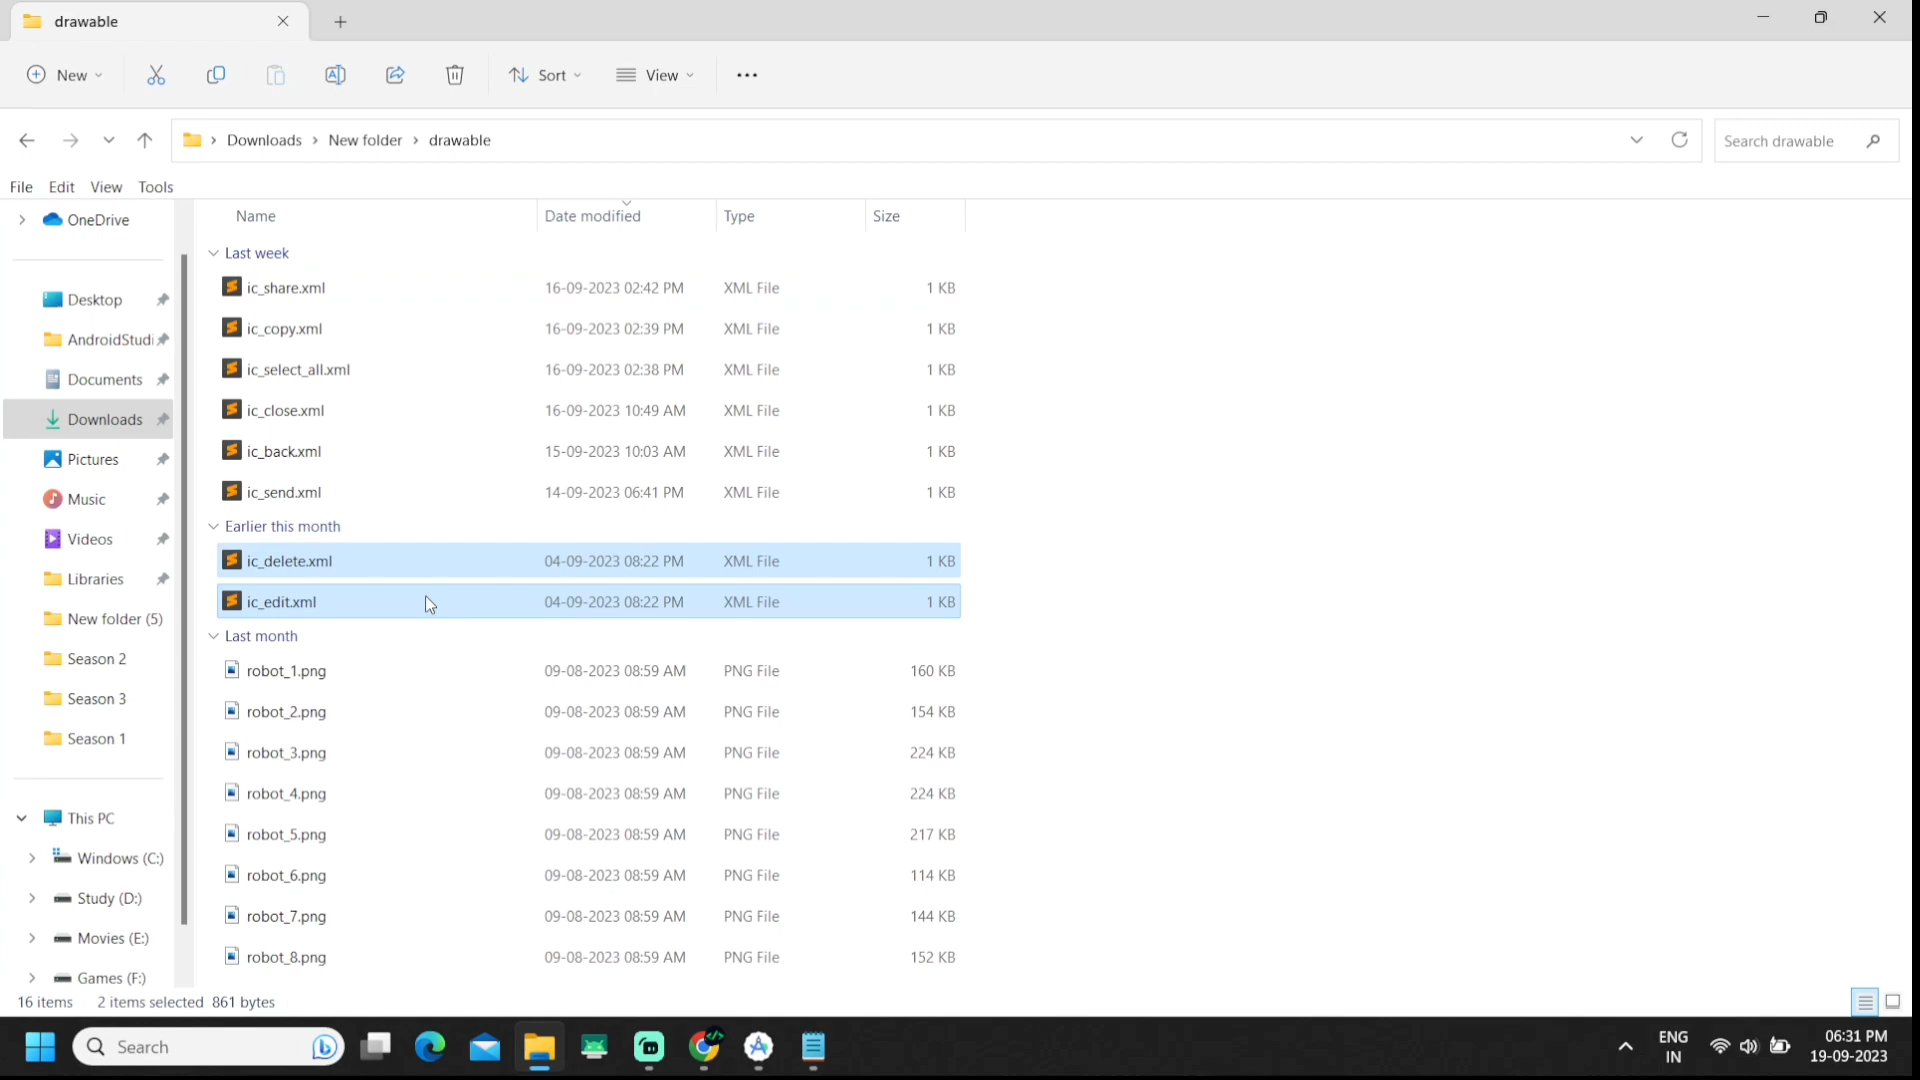 drawable
New
Sort
View
Downloads
New folder
drawable
Search drawable
File Edit View Tools
OneDrive
Desktop
AndroidStudi
Documents
Downloads
Pictures
Music
Videos
Libraries
New folder (5)
Season 2
Season 3
Season 1
This PC
Windows (C:)
Study (D:)
Movies (E:)
Games (F:)
Name Date modified Type Size
Last week
ic_share.xml 16-09-2023 02:42 PM XML File 1 KB
ic_copy.xml 16-09-2023 02:39 PM XML File 1 KB
ic_select_all.xml 16-09-2023 02:38 PM XML File 1 KB
ic_close.xml 16-09-2023 10:49 AM XML File 1 KB
ic_back.xml 15-09-2023 10:03 AM XML File 1 KB
ic_send.xml 14-09-2023 06:41 PM XML File 1 KB
Earlier this month
ic_delete.xml 04-09-2023 08:22 PM XML File 1 KB
ic_edit.xml 04-09-2023 08:22 PM XML File 1 KB
Last month
robot_1.png 09-08-2023 08:59 AM PNG File 160 KB
robot_2.png 09-08-2023 08:59 AM PNG File 154 KB
robot_3.png 09-08-2023 08:59 AM PNG File 224 KB
robot_4.png 09-08-2023 08:59 AM PNG File 224 KB
robot_5.png 09-08-2023 08:59 AM PNG File 217 KB
robot_6.png 09-08-2023 08:59 AM PNG File 114 KB
robot_7.png 09-08-2023 08:59 AM PNG File 144 KB
robot_8.png 09-08-2023 08:59 AM PNG File 152 KB
16 items 2 items selected 861 bytes
Search
ENG
IN
06:31 PM
19-09-2023